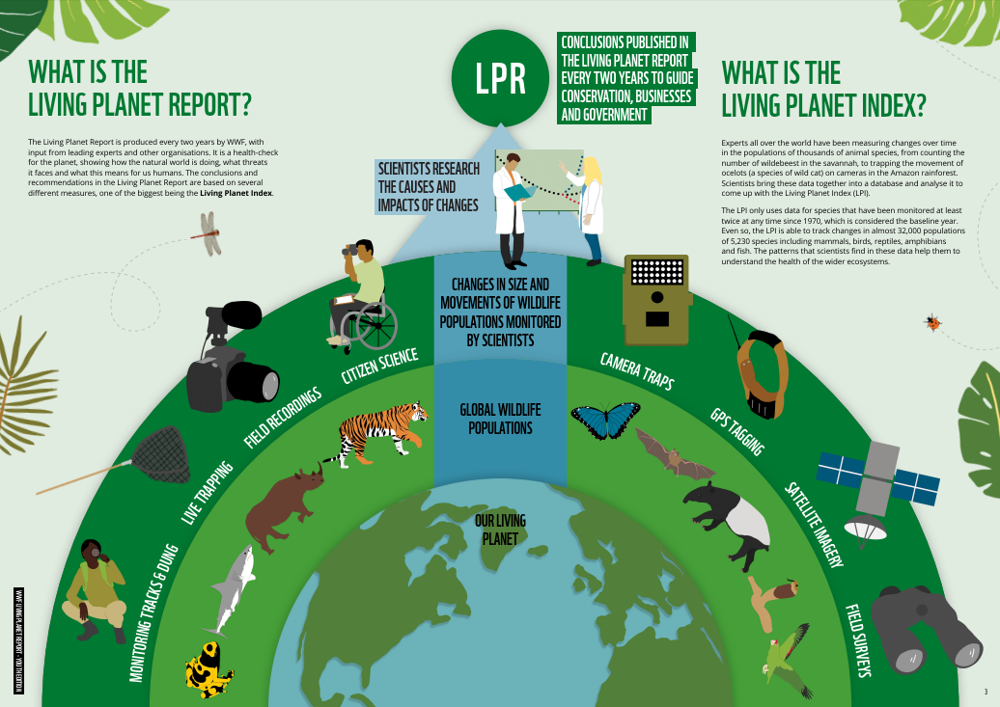 WHAT IS THE
LIVING PLANET REPORT?
The Living Planet Report is produced every two years by WWF, with
input from leading experts and other organisations. It is a health-check
for the planet, showing how the natural world is doing, what threats
it faces and what this means for us humans. The conclusions and
recommendations in the Living Planet Report are based on several
different measures, one of the biggest being the Living Planet Index.
LPR
CONCLUSIONS PUBLISHED IN
THE LIVING PLANET REPORT
EVERY TWO YEARS TO GUIDE
CONSERVATION, BUSINESSES
AND GOVERNMENT
WHAT IS THE
LIVING PLANET INDEX?
Experts all over the world have been measuring changes over time
in the populations of thousands of animal species, from counting the
number of wildebeest in the savannah, to trapping the movement of
ocelots (a species of wild cat) on cameras in the Amazon rainforest.
Scientists bring these data together into a database and analyse it to
come up with the Living Planet Index (LPI).
The LPI only uses data for species that have been monitored at least
twice at any time since 1970, which is considered the baseline year.
Even so, the LPI is able to track changes in almost 32,000 populations
of 5,230 species including mammals, birds, reptiles, amphibians
and fish. The patterns that scientists find in these data help them to
understand the health of the wider ecosystems.
SCIENTISTS RESEARCH
THE CAUSES AND
IMPACTS OF CHANGES
CHANGES IN SIZE AND
MOVEMENTS OF WILDLIFE
POPULATIONS MONITORED
BY SCIENTISTS
GLOBAL WILDLIFE
POPULATIONS
OUR LIVING
PLANET
MONITORING TRACKS & DUNG
LIVE TRAPPING
FIELD RECORDINGS
CITIZEN SCIENCE
CAMERA TRAPS
GPS TAGGING
SATELLITE IMAGERY
FIELD SURVEYS
WWF LIVING PLANET REPORT - YOUTH EDITION
3